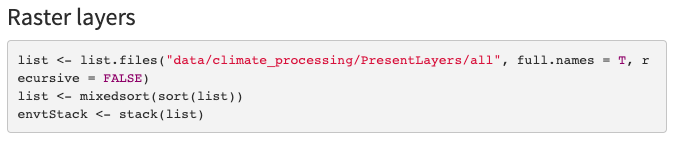 Raster layers
list <- list.files("data/climate_processing/PresentLayers/all", full.names = T, r
ecursive = FALSE)
list <- mixedsort(sort(list))
envtStack <- stack(list)